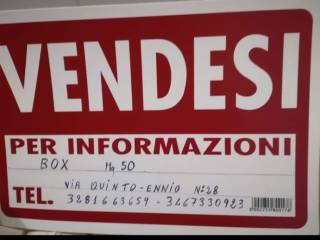 VENDESI
PER INFORMAZIONI
BOX Mq 50
VIA QUINTO-ENNIO N°28
TEL. 3281663659 - 3467330923